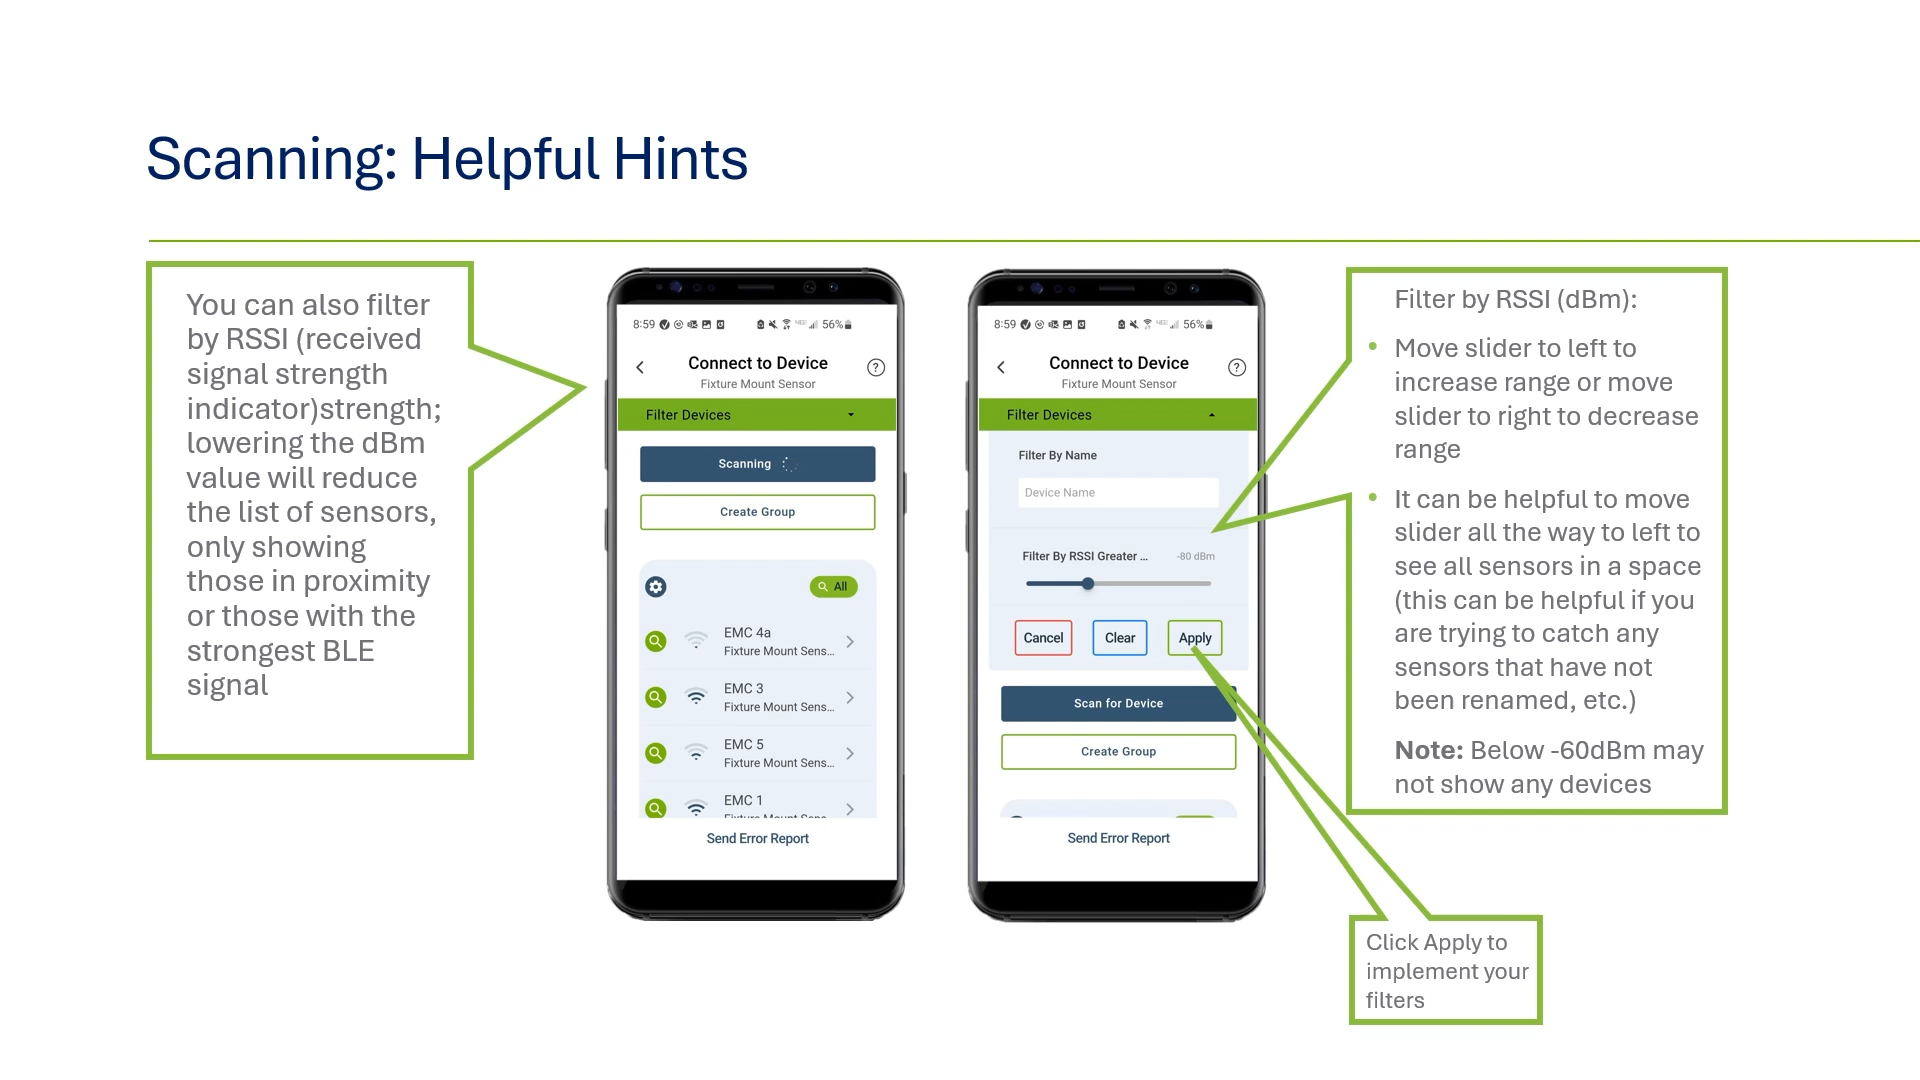 Scanning: Helpful Hints
You can also filter
by RSSI (received
signal strength
indicator)strength;
lowering the dBm
value will reduce
the list of sensors,
only showing
those in proximity
or those with the
strongest BLE
signal
8:59
56%
Connect to Device
Fixture Mount Sensor
Filter Devices
Scanning
Create Group
All
EMC 4a
Fixture Mount Sens...
EMC 3
Fixture Mount Sens...
EMC 5
Fixture Mount Sens...
EMC 1
Send Error Report
8:59
56%
Connect to Device
Fixture Mount Sensor
Filter Devices
Filter By Name
Device Name
Filter By RSSI Greater ... -80 dBm
Cancel Clear Apply
Scan for Device
Create Group
Send Error Report
Filter by RSSI (dBm):
• Move slider to left to
increase range or move
slider to right to decrease
range
• It can be helpful to move
slider all the way to left to
see all sensors in a space
(this can be helpful if you
are trying to catch any
sensors that have not
been renamed, etc.)
Note: Below -60dBm may
not show any devices
Click Apply to
implement your
filters